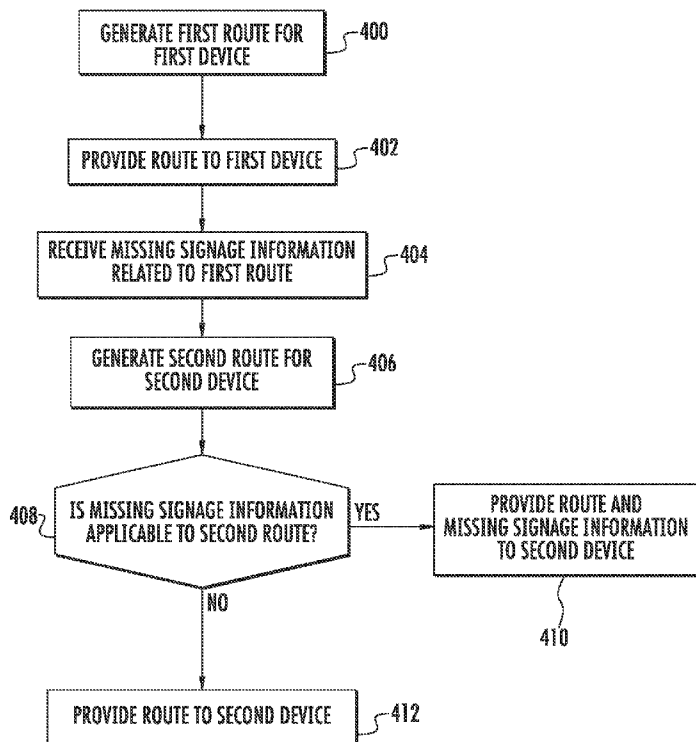 GENERATE FIRST ROUTE FOR
FIRST DEVICE
400
PROVIDE ROUTE TO FIRST DEVICE
402
RECEIVE MISSING SIGNAGE INFORMATION
RELATED TO FIRST ROUTE
404
GENERATE SECOND ROUTE FOR
SECOND DEVICE
406
408
IS MISSING SIGNAGE INFORMATION
APPLICABLE TO SECOND ROUTE?
YES
PROVIDE ROUTE AND
MISSING SIGNAGE INFORMATION
TO SECOND DEVICE
410
NO
PROVIDE ROUTE TO SECOND DEVICE
412